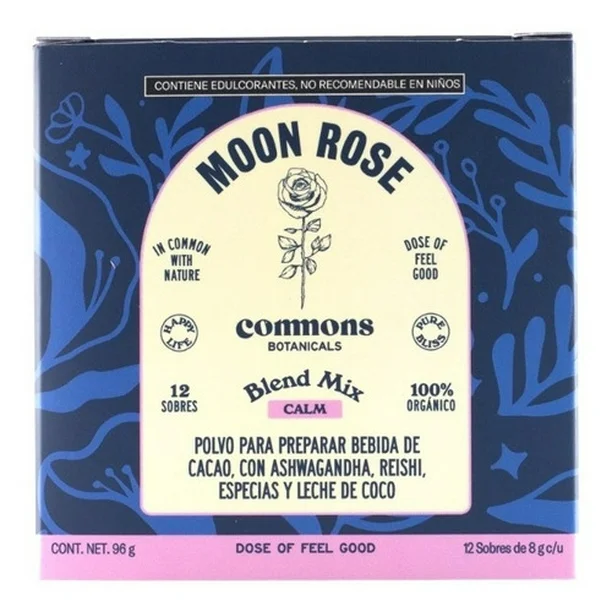 CONTIENE EDULCORANTES, NO RECOMENDABLE EN NIÑOS
MOON ROSE
IN COMMON
WITH
NATURE
DOSE OF
FEEL
GOOD
HAPPY
LIFE
commons
BOTANICALS
PURE
BLISS
12
SOBRES
Blend Mix
CALM
100%
ORGÁNICO
POLVO PARA PREPARAR BEBIDA DE
CACAO, CON ASHWAGANDHA, REISHI,
ESPECIAS Y LECHE DE COCO
CONT. NET. 96 g
DOSE OF FEEL GOOD
12 Sobres de 8 g c/u